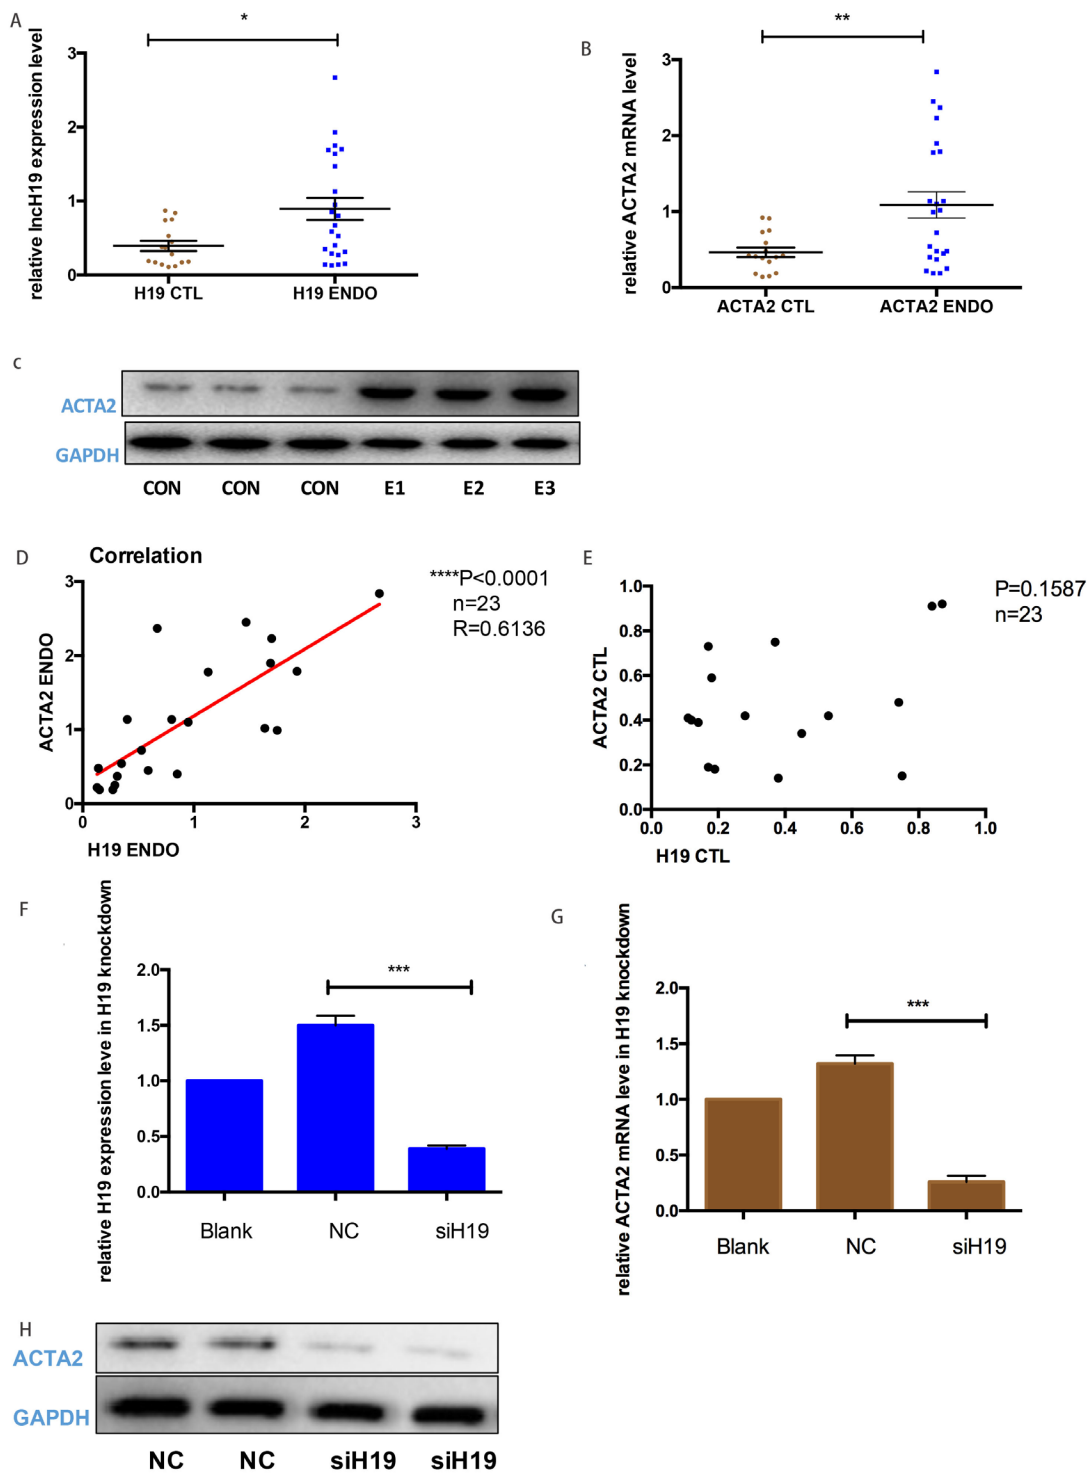 A
*
relative lncH19 expression level
3
2
1
0
H19 CTL
H19 ENDO
B
**
relative ACTA2 mRNA level
3
2
1
0
ACTA2 CTL
ACTA2 ENDO
c
ACTA2
GAPDH
CON
CON
CON
E1
E2
E3
D
Correlation
****P<0.0001
n=23
R=0.6136
ACTA2 ENDO
3
2
1
0
0
1
2
3
H19 ENDO
E
P=0.1587
n=23
ACTA2 CTL
1.0
0.8
0.6
0.4
0.2
0.0
0.0
0.2
0.4
0.6
0.8
1.0
H19 CTL
F
relative H19 expression leve in H19 knockdown
***
2.0
1.5
1.0
0.5
0.0
Blank
NC
siH19
G
relative ACTA2 mRNA leve in H19 knockdown
***
2.0
1.5
1.0
0.5
0.0
Blank
NC
siH19
H
ACTA2
GAPDH
NC
NC
siH19
siH19